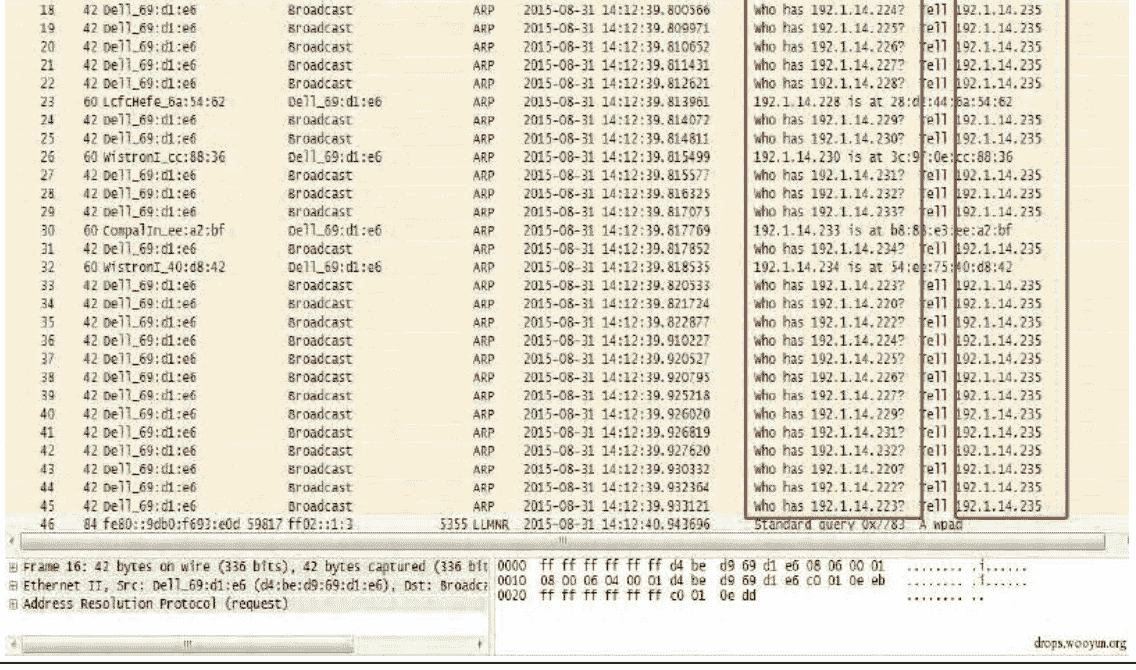 18 42 Dell_69:d1:e6 Broadcast ARP 2015-08-31 14:12:39.800566 Who has 192.1.14.224? Tell 192.1.14.235
19 42 Dell_69:d1:e6 Broadcast ARP 2015-08-31 14:12:39.809971 Who has 192.1.14.225? Tell 192.1.14.235
20 42 Dell_69:d1:e6 Broadcast ARP 2015-08-31 14:12:39.810652 Who has 192.1.14.226? Tell 192.1.14.235
21 42 Dell_69:d1:e6 Broadcast ARP 2015-08-31 14:12:39.811431 Who has 192.1.14.227? Tell 192.1.14.235
22 42 Dell_69:d1:e6 Broadcast ARP 2015-08-31 14:12:39.812621 Who has 192.1.14.228? Tell 192.1.14.235
23 60 LcfcHefe_6a:54:62 Dell_69:d1:e6 ARP 2015-08-31 14:12:39.813961 192.1.14.228 is at 28:d2:44:6a:54:62
24 42 Dell_69:d1:e6 Broadcast ARP 2015-08-31 14:12:39.814072 Who has 192.1.14.229? Tell 192.1.14.235
25 42 Dell_69:d1:e6 Broadcast ARP 2015-08-31 14:12:39.814811 Who has 192.1.14.230? Tell 192.1.14.235
26 60 WistronI_cc:88:36 Dell_69:d1:e6 ARP 2015-08-31 14:12:39.815499 192.1.14.230 is at 3c:97:0e:cc:88:36
27 42 Dell_69:d1:e6 Broadcast ARP 2015-08-31 14:12:39.815577 Who has 192.1.14.231? Tell 192.1.14.235
28 42 Dell_69:d1:e6 Broadcast ARP 2015-08-31 14:12:39.816325 Who has 192.1.14.232? Tell 192.1.14.235
29 42 Dell_69:d1:e6 Broadcast ARP 2015-08-31 14:12:39.817075 Who has 192.1.14.233? Tell 192.1.14.235
30 60 CompalIn_ee:a2:bf Dell_69:d1:e6 ARP 2015-08-31 14:12:39.817769 192.1.14.233 is at b8:88:e3:ee:a2:bf
31 42 Dell_69:d1:e6 Broadcast ARP 2015-08-31 14:12:39.817852 Who has 192.1.14.234? Tell 192.1.14.235
32 60 WistronI_40:d8:42 Dell_69:d1:e6 ARP 2015-08-31 14:12:39.818535 192.1.14.234 is at 54:ee:75:40:d8:42
33 42 Dell_69:d1:e6 Broadcast ARP 2015-08-31 14:12:39.820533 Who has 192.1.14.223? Tell 192.1.14.235
34 42 Dell_69:d1:e6 Broadcast ARP 2015-08-31 14:12:39.821724 Who has 192.1.14.220? Tell 192.1.14.235
35 42 Dell_69:d1:e6 Broadcast ARP 2015-08-31 14:12:39.822877 Who has 192.1.14.222? Tell 192.1.14.235
36 42 Dell_69:d1:e6 Broadcast ARP 2015-08-31 14:12:39.910227 Who has 192.1.14.224? Tell 192.1.14.235
37 42 Dell_69:d1:e6 Broadcast ARP 2015-08-31 14:12:39.920527 Who has 192.1.14.225? Tell 192.1.14.235
38 42 Dell_69:d1:e6 Broadcast ARP 2015-08-31 14:12:39.920795 Who has 192.1.14.226? Tell 192.1.14.235
39 42 Dell_69:d1:e6 Broadcast ARP 2015-08-31 14:12:39.925218 Who has 192.1.14.227? Tell 192.1.14.235
40 42 Dell_69:d1:e6 Broadcast ARP 2015-08-31 14:12:39.926020 Who has 192.1.14.229? Tell 192.1.14.235
41 42 Dell_69:d1:e6 Broadcast ARP 2015-08-31 14:12:39.926819 Who has 192.1.14.231? Tell 192.1.14.235
42 42 Dell_69:d1:e6 Broadcast ARP 2015-08-31 14:12:39.927620 Who has 192.1.14.232? Tell 192.1.14.235
43 42 Dell_69:d1:e6 Broadcast ARP 2015-08-31 14:12:39.930332 Who has 192.1.14.220? Tell 192.1.14.235
44 42 Dell_69:d1:e6 Broadcast ARP 2015-08-31 14:12:39.932364 Who has 192.1.14.222? Tell 192.1.14.235
45 42 Dell_69:d1:e6 Broadcast ARP 2015-08-31 14:12:39.933121 Who has 192.1.14.223? Tell 192.1.14.235
46 84 fe80::9db0:f693:e0d 59817 ff02::1:3 5355 LLMNR 2015-08-31 14:12:40.943696 Standard query 0x7783 A wpad
Frame 16: 42 bytes on wire (336 bits), 42 bytes captured (336 bit
Ethernet II, Src: Dell_69:d1:e6 (d4:be:d9:69:d1:e6), Dst: Broadca
Address Resolution Protocol (request)
0000 ff ff ff ff ff ff d4 be d9 69 d1 e6 08 06 00 01 ........ .i......
0010 08 00 06 04 00 01 d4 be d9 69 d1 e6 c0 01 0e eb ........ .i......
0020 ff ff ff ff ff ff c0 01 0e dd ........ ..
drops.wooyun.org